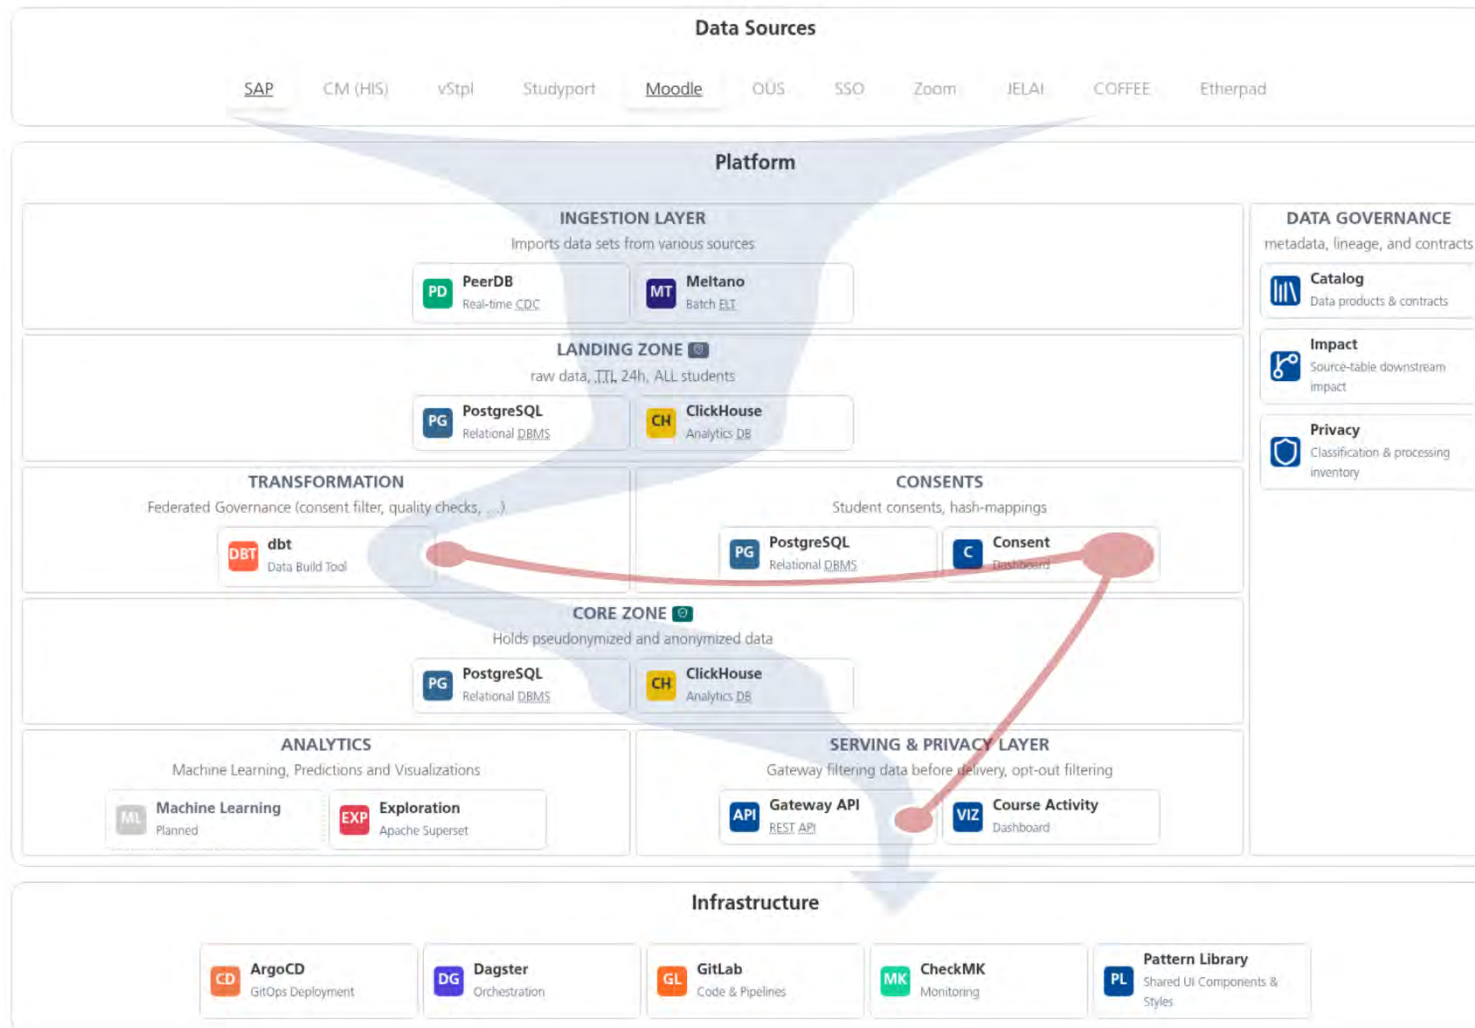 Data Sources
SAP CM (HIS) vStpl Studyport Moodle OÜS SSO Zoom JELAI COFFEE Etherpad
Platform
INGESTION LAYER
Imports data sets from various sources
PD PeerDB
Real-time CDC
MT Meltano
Batch ELT
LANDING ZONE
raw data, TTL 24h, ALL students
PG PostgreSQL
Relational DBMS
CH ClickHouse
Analytics DB
TRANSFORMATION
Federated Governance (consent filter, quality checks, ...)
DBT dbt
Data Build Tool
CONSENTS
Student consents, hash-mappings
PG PostgreSQL
Relational DBMS
C Consent
Dashboard
CORE ZONE
Holds pseudonymized and anonymized data
PG PostgreSQL
Relational DBMS
CH ClickHouse
Analytics DB
ANALYTICS
Machine Learning, Predictions and Visualizations
ML Machine Learning
Planned
EXP Exploration
Apache Superset
SERVING & PRIVACY LAYER
Gateway filtering data before delivery, opt-out filtering
API Gateway API
REST API
VIZ Course Activity
Dashboard
DATA GOVERNANCE
metadata, lineage, and contracts
Catalog
Data products & contracts
Impact
Source-table downstream
impact
Privacy
Classification & processing
inventory
Infrastructure
CD ArgoCD
GitOps Deployment
DG Dagster
Orchestration
GL GitLab
Code & Pipelines
MK CheckMK
Monitoring
PL Pattern Library
Shared UI Components &
Styles